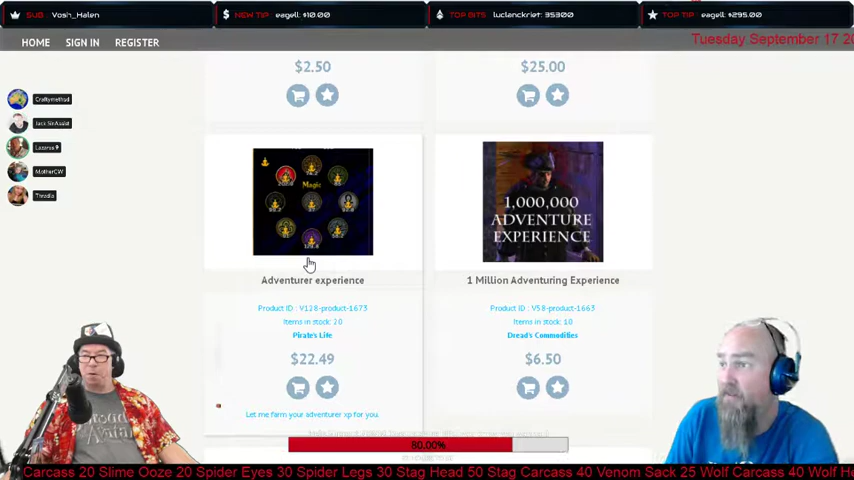 SUB Vosh_Halen
$ NEW TIP eagell: $10.00
TOP BITS luclanckriet: 35300
TOP TIP eagell: $295.00
HOME SIGN IN REGISTER
Tuesday September 17 20
$2.50
$25.00
Craftymethod
Jack SirAssalot
Lazarus
MotherCW
Thredis
Magic
1,000,000
ADVENTURE
EXPERIENCE
Adventurer experience
1 Million Adventuring Experience
Product ID : V128-product-1673
Product ID : V58-product-1663
Items in stock: 20
Items in stock: 10
Pirate's Life
Dread's Commodities
$22.49
$6.50
Let me farm your adventurer xp for you.
80.00%
Carcass 20 Slime Ooze 20 Spider Eyes 30 Spider Legs 30 Stag Head 50 Stag Carcass 40 Venom Sack 25 Wolf Carcass 40 Wolf He